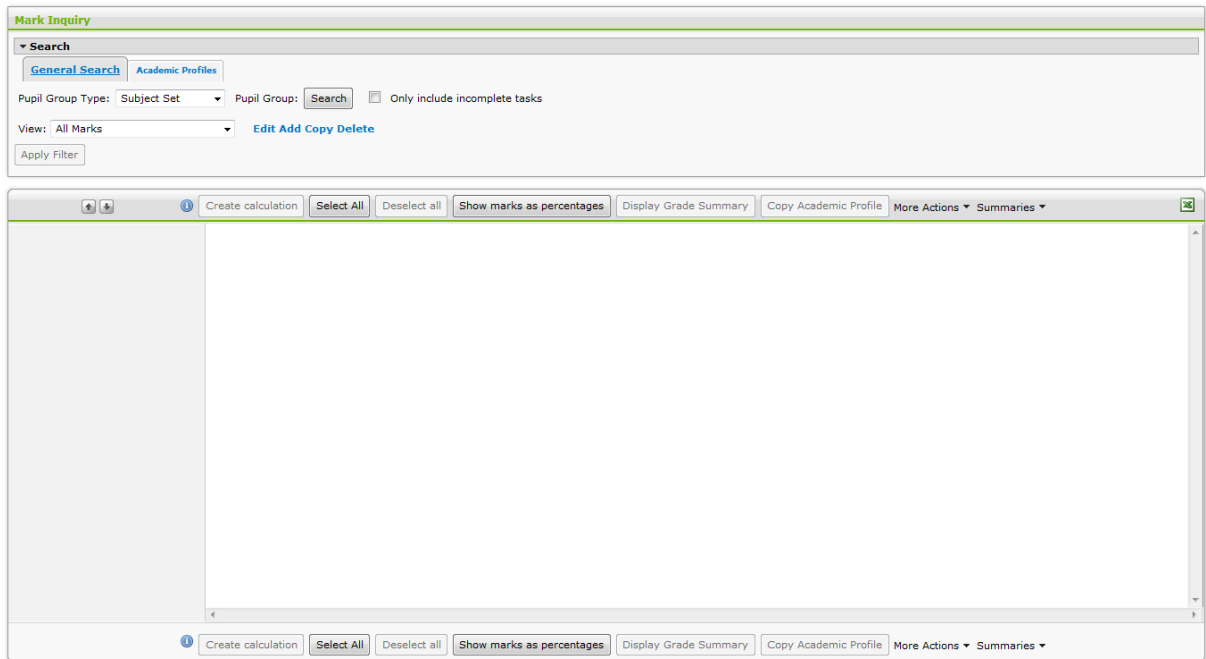 Mark Inquiry
Search
General Search Academic Profiles
Pupil Group Type: Subject Set Pupil Group: Search Only include incomplete tasks
View: All Marks Edit Add Copy Delete
Apply Filter
Create calculation Select All Deselect all Show marks as percentages Display Grade Summary Copy Academic Profile More Actions Summaries
Create calculation Select All Deselect all Show marks as percentages Display Grade Summary Copy Academic Profile More Actions Summaries